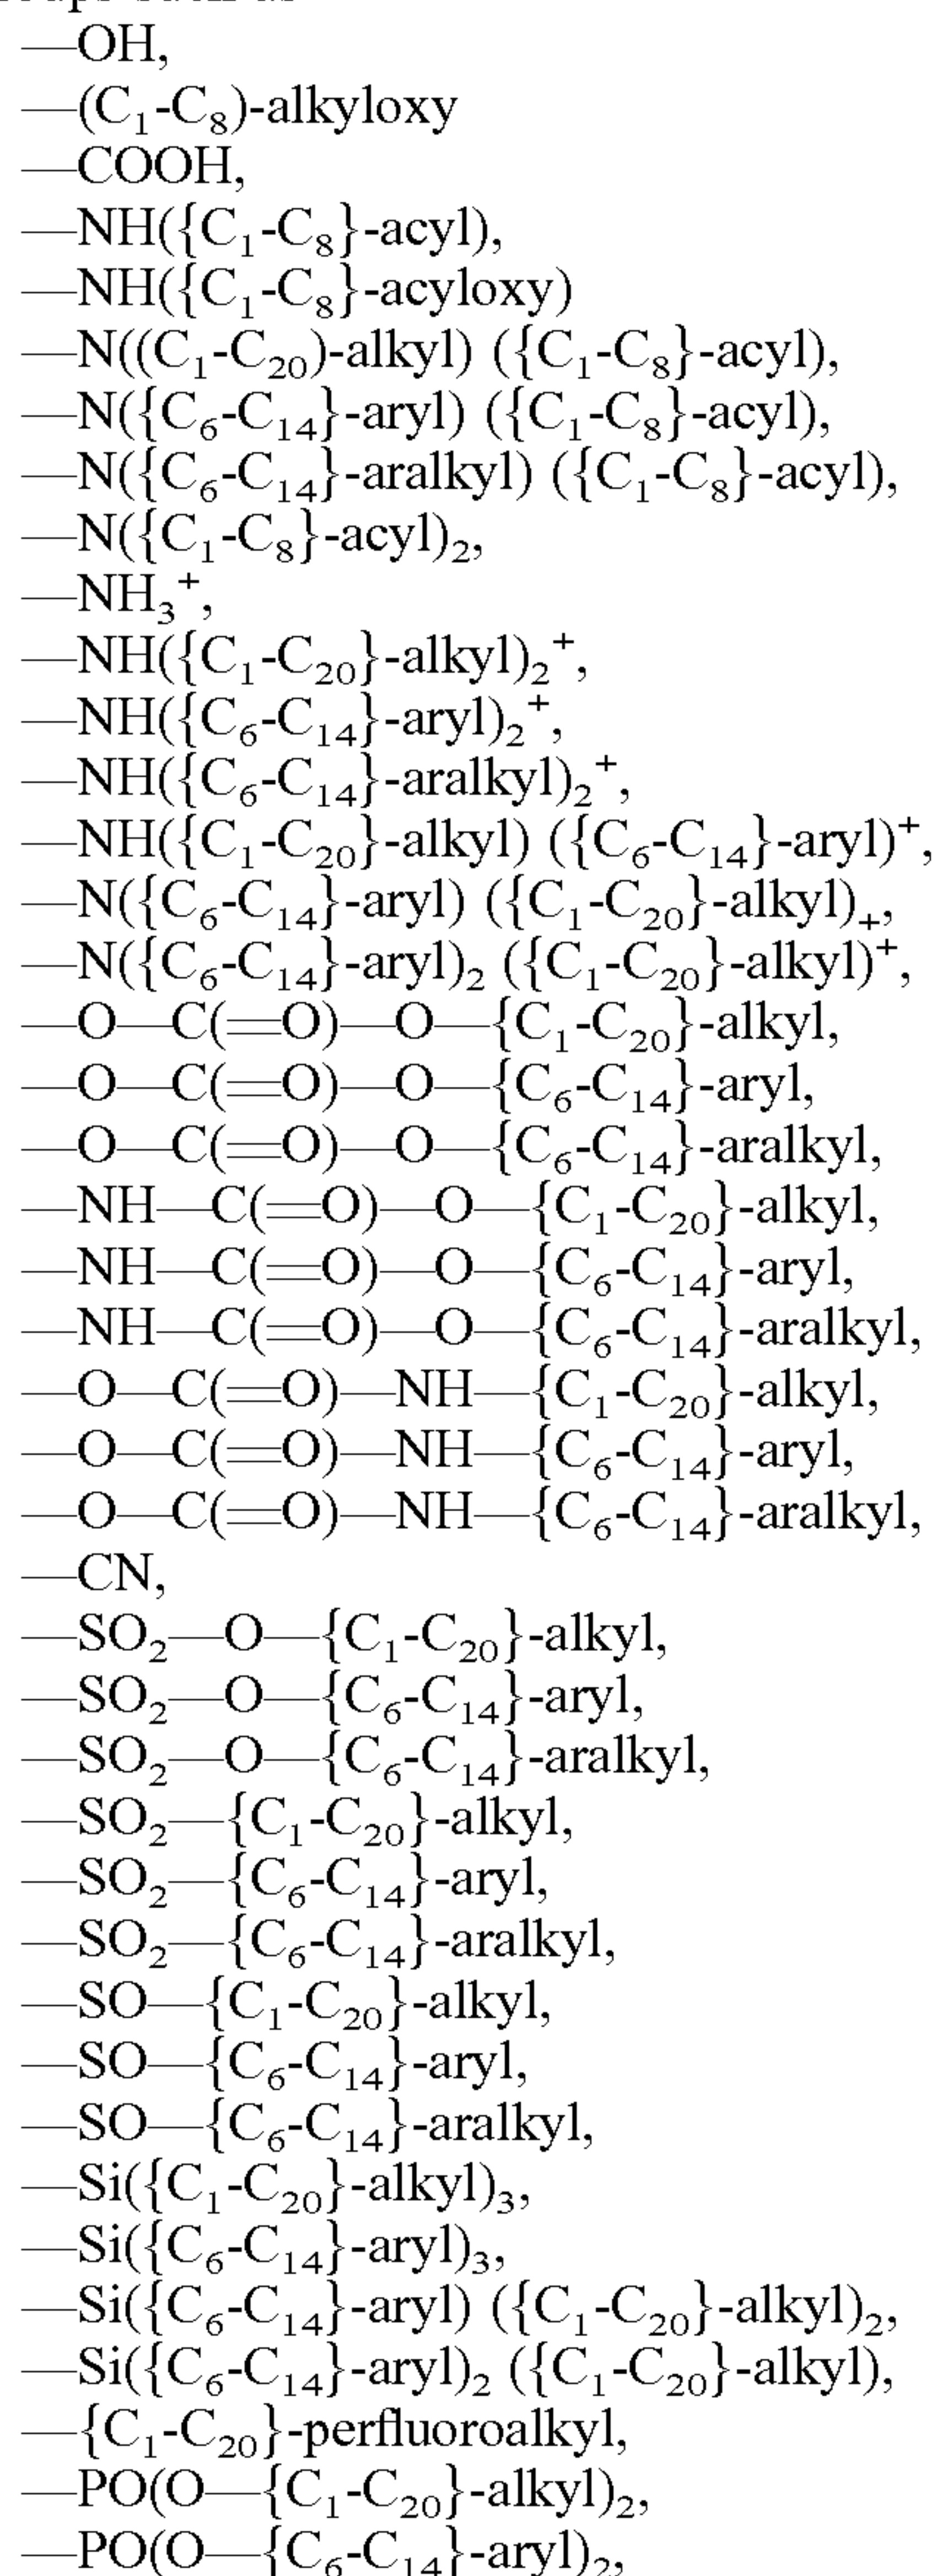 groups such as
—OH,
—(C₁-C₈)-alkyloxy
—COOH,
—NH({C₁-C₈}-acyl),
—NH({C₁-C₈}-acyloxy)
—N((C₁-C₂₀)-alkyl) ({C₁-C₈}-acyl),
—N({C₆-C₁₄}-aryl) ({C₁-C₈}-acyl),
—N({C₆-C₁₄}-aralkyl) ({C₁-C₈}-acyl),
—N({C₁-C₈}-acyl)₂,
—NH₃⁺,
—NH({C₁-C₂₀}-alkyl)₂⁺,
—NH({C₆-C₁₄}-aryl)₂⁺,
—NH({C₆-C₁₄}-aralkyl)₂⁺,
—NH({C₁-C₂₀}-alkyl) ({C₆-C₁₄}-aryl)⁺,
—N({C₆-C₁₄}-aryl) ({C₁-C₂₀}-alkyl)₊,
—N({C₆-C₁₄}-aryl)₂ ({C₁-C₂₀}-alkyl)⁺,
—O—C(=O)—O—{C₁-C₂₀}-alkyl,
—O—C(=O)—O—{C₆-C₁₄}-aryl,
—O—C(=O)—O—{C₆-C₁₄}-aralkyl,
—NH—C(=O)—O—{C₁-C₂₀}-alkyl,
—NH—C(=O)—O—{C₆-C₁₄}-aryl,
—NH—C(=O)—O—{C₆-C₁₄}-aralkyl,
—O—C(=O)—NH—{C₁-C₂₀}-alkyl,
—O—C(=O)—NH—{C₆-C₁₄}-aryl,
—O—C(=O)—NH—{C₆-C₁₄}-aralkyl,
—CN,
—SO₂—O—{C₁-C₂₀}-alkyl,
—SO₂—O—{C₆-C₁₄}-aryl,
—SO₂—O—{C₆-C₁₄}-aralkyl,
—SO₂—{C₁-C₂₀}-alkyl,
—SO₂—{C₆-C₁₄}-aryl,
—SO₂—{C₆-C₁₄}-aralkyl,
—SO—{C₁-C₂₀}-alkyl,
—SO—{C₆-C₁₄}-aryl,
—SO—{C₆-C₁₄}-aralkyl,
—Si({C₁-C₂₀}-alkyl)₃,
—Si({C₆-C₁₄}-aryl)₃,
—Si({C₆-C₁₄}-aryl) ({C₁-C₂₀}-alkyl)₂,
—Si({C₆-C₁₄}-aryl)₂ ({C₁-C₂₀}-alkyl),
—{C₁-C₂₀}-perfluoroalkyl,
—PO(O—{C₁-C₂₀}-alkyl)₂,
—PO(O—{C₆-C₁₄}-aryl)₂,